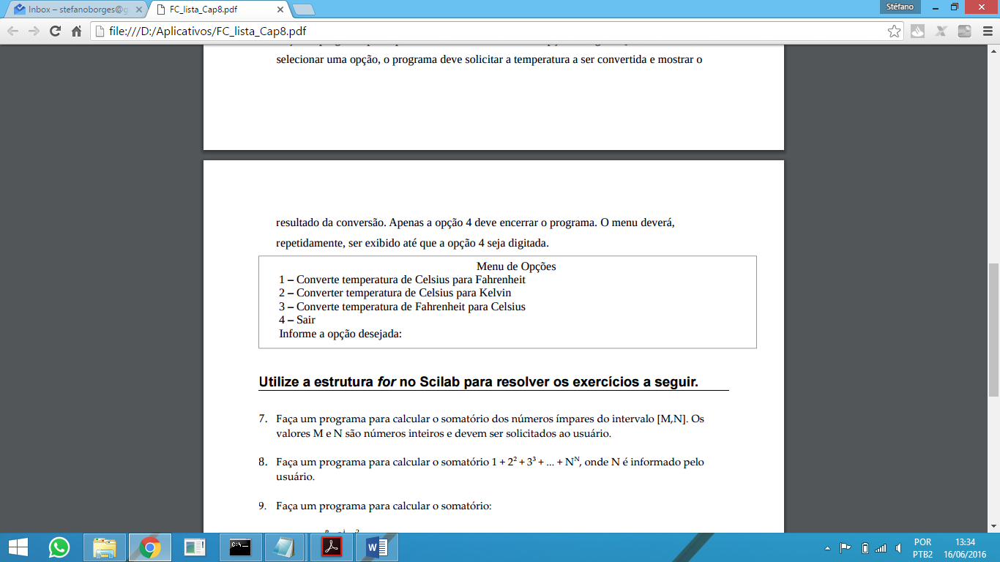 Stéfano
Inbox – stefanoborges@g
FC_lista_Cap8.pdf
file:///D:/Aplicativos/FC_lista_Cap8.pdf
selecionar uma opção, o programa deve solicitar a temperatura a ser convertida e mostrar o
resultado da conversão. Apenas a opção 4 deve encerrar o programa. O menu deverá,
repetidamente, ser exibido até que a opção 4 seja digitada.
Menu de Opções
1 – Converte temperatura de Celsius para Fahrenheit
2 – Converter temperatura de Celsius para Kelvin
3 – Converte temperatura de Fahrenheit para Celsius
4 – Sair
Informe a opção desejada:
Utilize a estrutura for no Scilab para resolver os exercícios a seguir.
7. Faça um programa para calcular o somatório dos números ímpares do intervalo [M,N]. Os
valores M e N são números inteiros e devem ser solicitados ao usuário.
8. Faça um programa para calcular o somatório 1 + 2² + 3³ + ... + Nᴺ, onde N é informado pelo
usuário.
9. Faça um programa para calcular o somatório:
POR
PTB2
13:34
16/06/2016